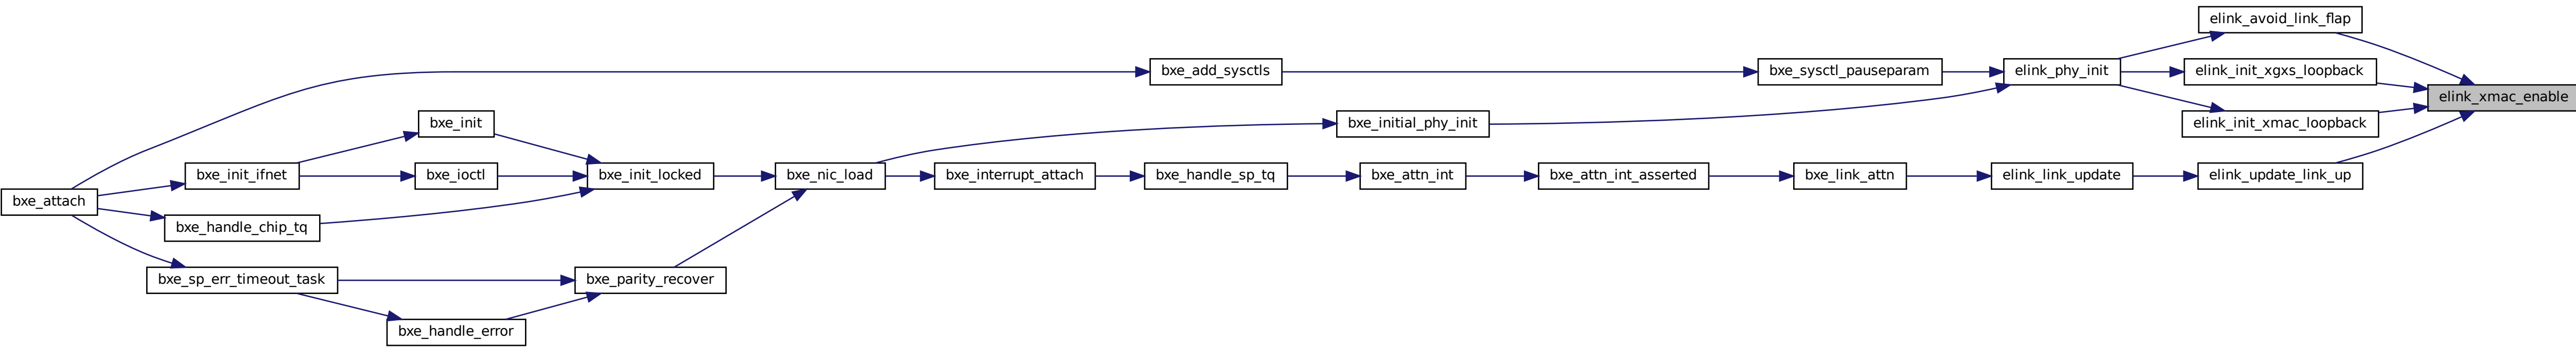 elink_avoid_link_flap
bxe_add_sysctls
bxe_sysctl_pauseparam
elink_phy_init
elink_init_xgxs_loopback
elink_xmac_enable
bxe_init
bxe_initial_phy_init
elink_init_xmac_loopback
bxe_init_ifnet
bxe_ioctl
bxe_init_locked
bxe_nic_load
bxe_interrupt_attach
bxe_handle_sp_tq
bxe_attn_int
bxe_attn_int_asserted
bxe_link_attn
elink_link_update
elink_update_link_up
bxe_attach
bxe_handle_chip_tq
bxe_sp_err_timeout_task
bxe_parity_recover
bxe_handle_error